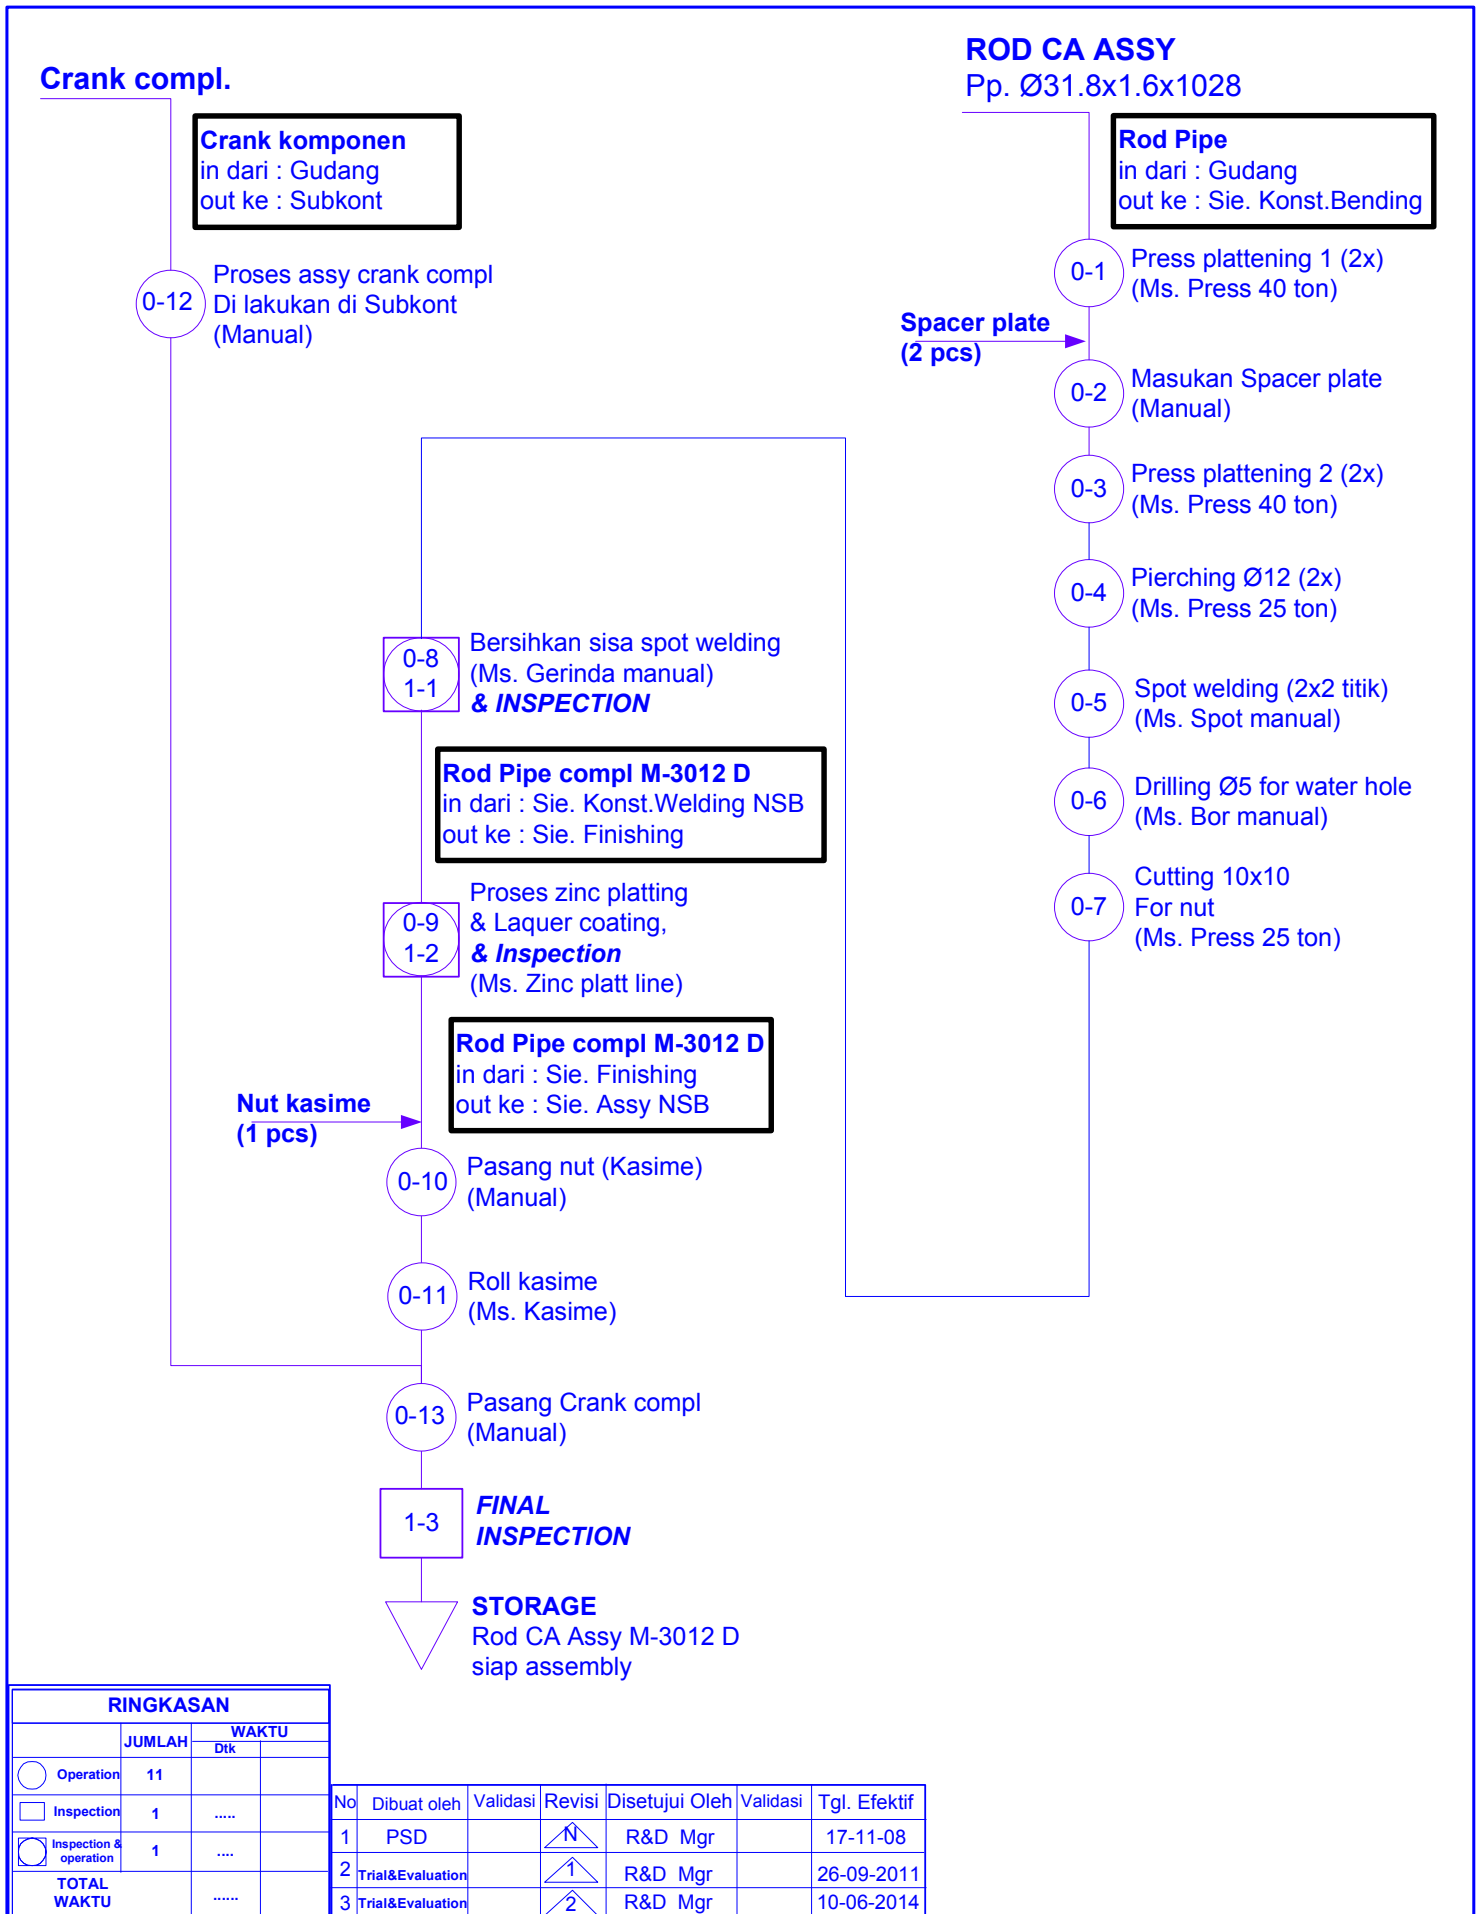 Crank compl.
Crank komponen
in dari : Gudang
out ke : Subkont
0-12
Proses assy crank compl
Di lakukan di Subkont
(Manual)
ROD CA ASSY
Pp. Ø31.8x1.6x1028
Rod Pipe
in dari : Gudang
out ke : Sie. Konst.Bending
0-1
Press plattening 1 (2x)
(Ms. Press 40 ton)
Spacer plate
(2 pcs)
0-2
Masukan Spacer plate
(Manual)
0-3
Press plattening 2 (2x)
(Ms. Press 40 ton)
0-4
Pierching Ø12 (2x)
(Ms. Press 25 ton)
0-5
Spot welding (2x2 titik)
(Ms. Spot manual)
0-6
Drilling Ø5 for water hole
(Ms. Bor manual)
0-7
Cutting 10x10
For nut
(Ms. Press 25 ton)
0-8
1-1
Bersihkan sisa spot welding
(Ms. Gerinda manual)
& INSPECTION
Rod Pipe compl M-3012 D
in dari : Sie. Konst.Welding NSB
out ke : Sie. Finishing
0-9
1-2
Proses zinc platting
& Laquer coating,
& Inspection
(Ms. Zinc platt line)
Rod Pipe compl M-3012 D
in dari : Sie. Finishing
out ke : Sie. Assy NSB
Nut kasime
(1 pcs)
0-10
Pasang nut (Kasime)
(Manual)
0-11
Roll kasime
(Ms. Kasime)
0-13
Pasang Crank compl
(Manual)
1-3
FINAL
INSPECTION
STORAGE
Rod CA Assy M-3012 D
siap assembly
RINGKASAN
JUMLAH WAKTU
Dtk
Operation 11
Inspection 1 .....
Inspection &
operation 1 ....
TOTAL
WAKTU ......
No Dibuat oleh Validasi Revisi Disetujui Oleh Validasi Tgl. Efektif
1 PSD N R&D Mgr 17-11-08
2 Trial&Evaluation 1 R&D Mgr 26-09-2011
3 Trial&Evaluation 2 R&D Mgr 10-06-2014